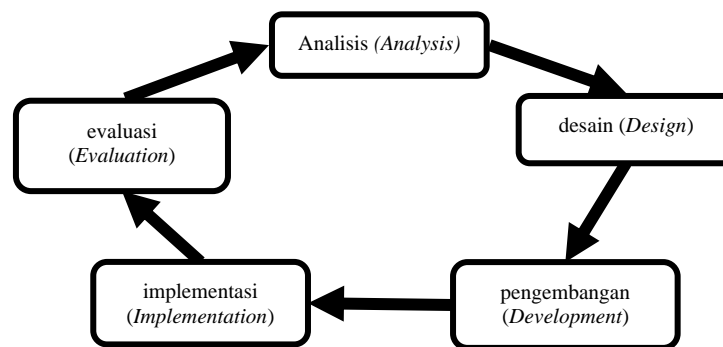 Analisis (Analysis)
desain (Design)
pengembangan
(Development)
implementasi
(Implementation)
evaluasi
(Evaluation)